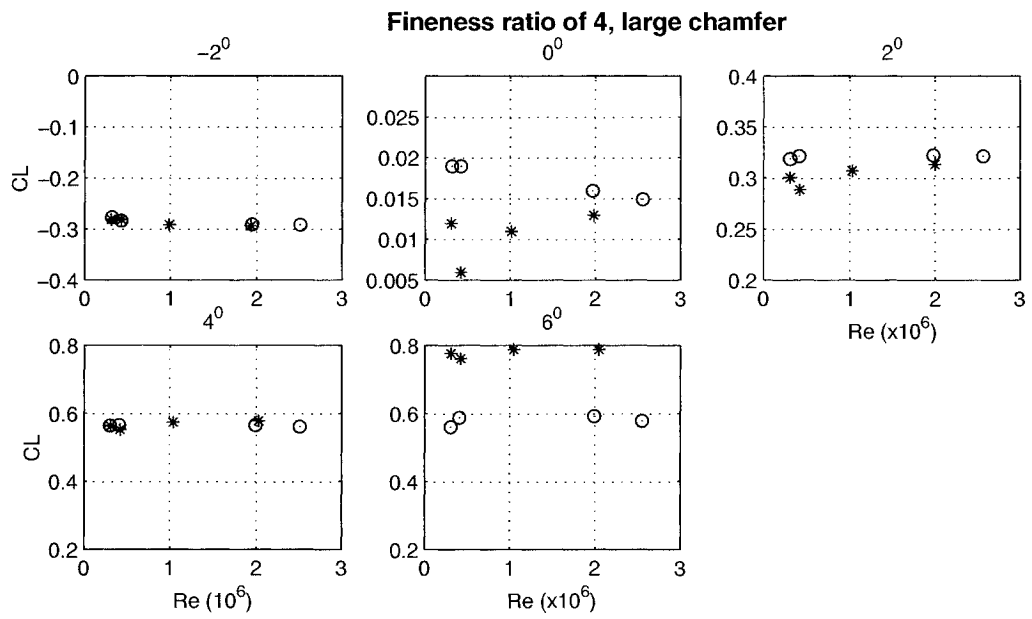 Fineness ratio of 4, large chamfer
−2⁰
0
−0.1
−0.2
−0.3
−0.4
CL
0 1 2 3
0⁰
0.025
0.02
0.015
0.01
0.005
0 1 2 3
2⁰
0.4
0.35
0.3
0.25
0.2
0 1 2 3
Re (x10⁶)
4⁰
0.8
0.6
0.4
0.2
CL
0 1 2 3
Re (10⁶)
6⁰
0.8
0.6
0.4
0.2
0 1 2 3
Re (x10⁶)